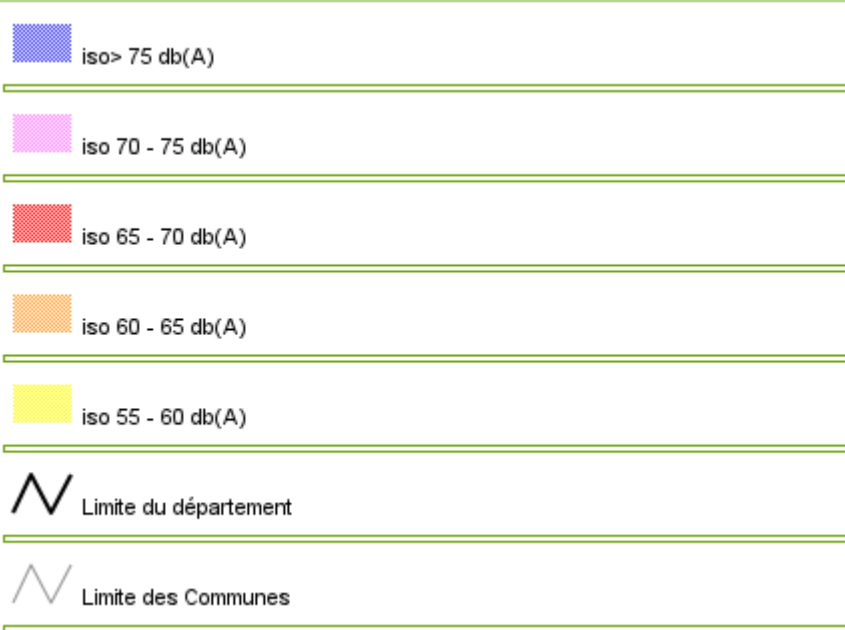 iso> 75 db(A)
iso 70 - 75 db(A)
iso 65 - 70 db(A)
iso 60 - 65 db(A)
iso 55 - 60 db(A)
Limite du département
Limite des Communes